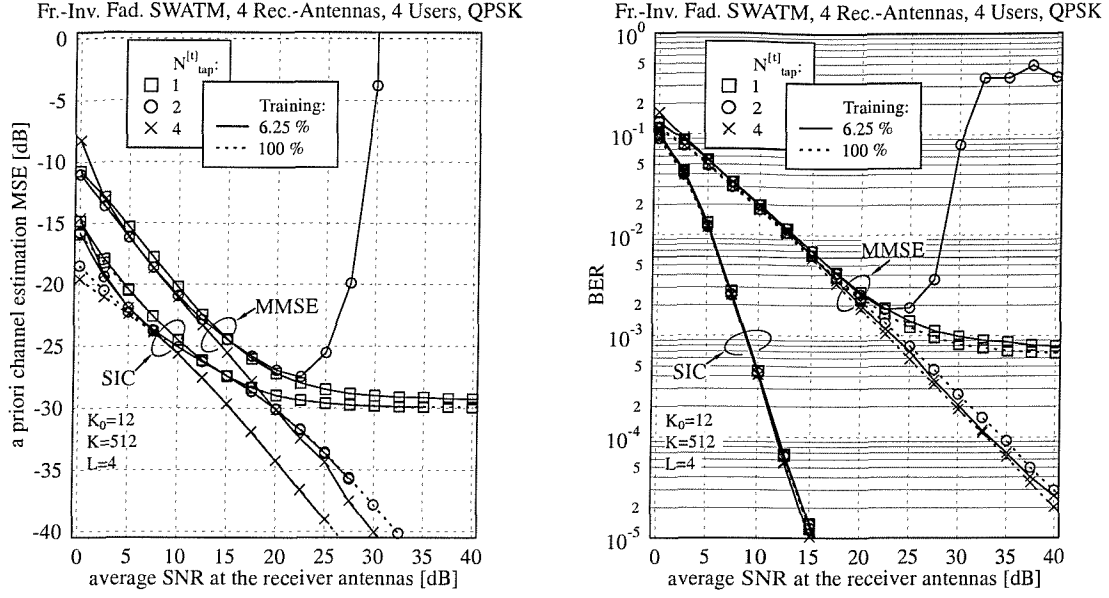 Fr.-Inv. Fad. SWATM, 4 Rec.-Antennas, 4 Users, QPSK
a priori channel estimation MSE [dB]
0
-5
-10
-15
-20
-25
-30
-35
-40
N[t]tap:
1
2
4
Training:
6.25 %
100 %
MMSE
SIC
K0=12
K=512
L=4
0 5 10 15 20 25 30 35 40
average SNR at the receiver antennas [dB]
Fr.-Inv. Fad. SWATM, 4 Rec.-Antennas, 4 Users, QPSK
BER
10^0
5
2
10^-1
5
2
10^-2
5
2
10^-3
5
2
10^-4
5
2
10^-5
N[t]tap:
1
2
4
Training:
6.25 %
100 %
MMSE
SIC
K0=12
K=512
L=4
0 5 10 15 20 25 30 35 40
average SNR at the receiver antennas [dB]